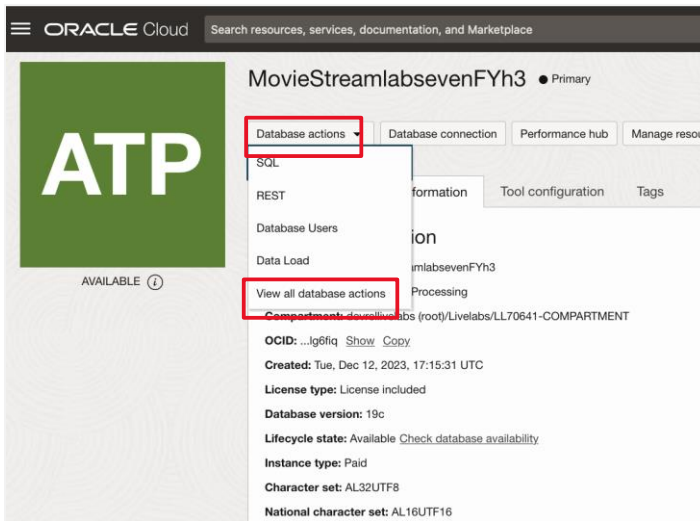 ORACLE Cloud Search resources, services, documentation, and Marketplace
MovieStreamlabsevenFYh3 Primary
Database actions Database connection Performance hub Manage resou
SQL
REST
formation Tool configuration Tags
Database Users
ion
Data Load
mlabsevenFYh3
View all database actions
Processing
ATP
AVAILABLE
Compartment: devrellivelabs (root)/Livelabs/LL70641-COMPARTMENT
OCID: ...lg6fiq Show Copy
Created: Tue, Dec 12, 2023, 17:15:31 UTC
License type: License included
Database version: 19c
Lifecycle state: Available Check database availability
Instance type: Paid
Character set: AL32UTF8
National character set: AL16UTF16